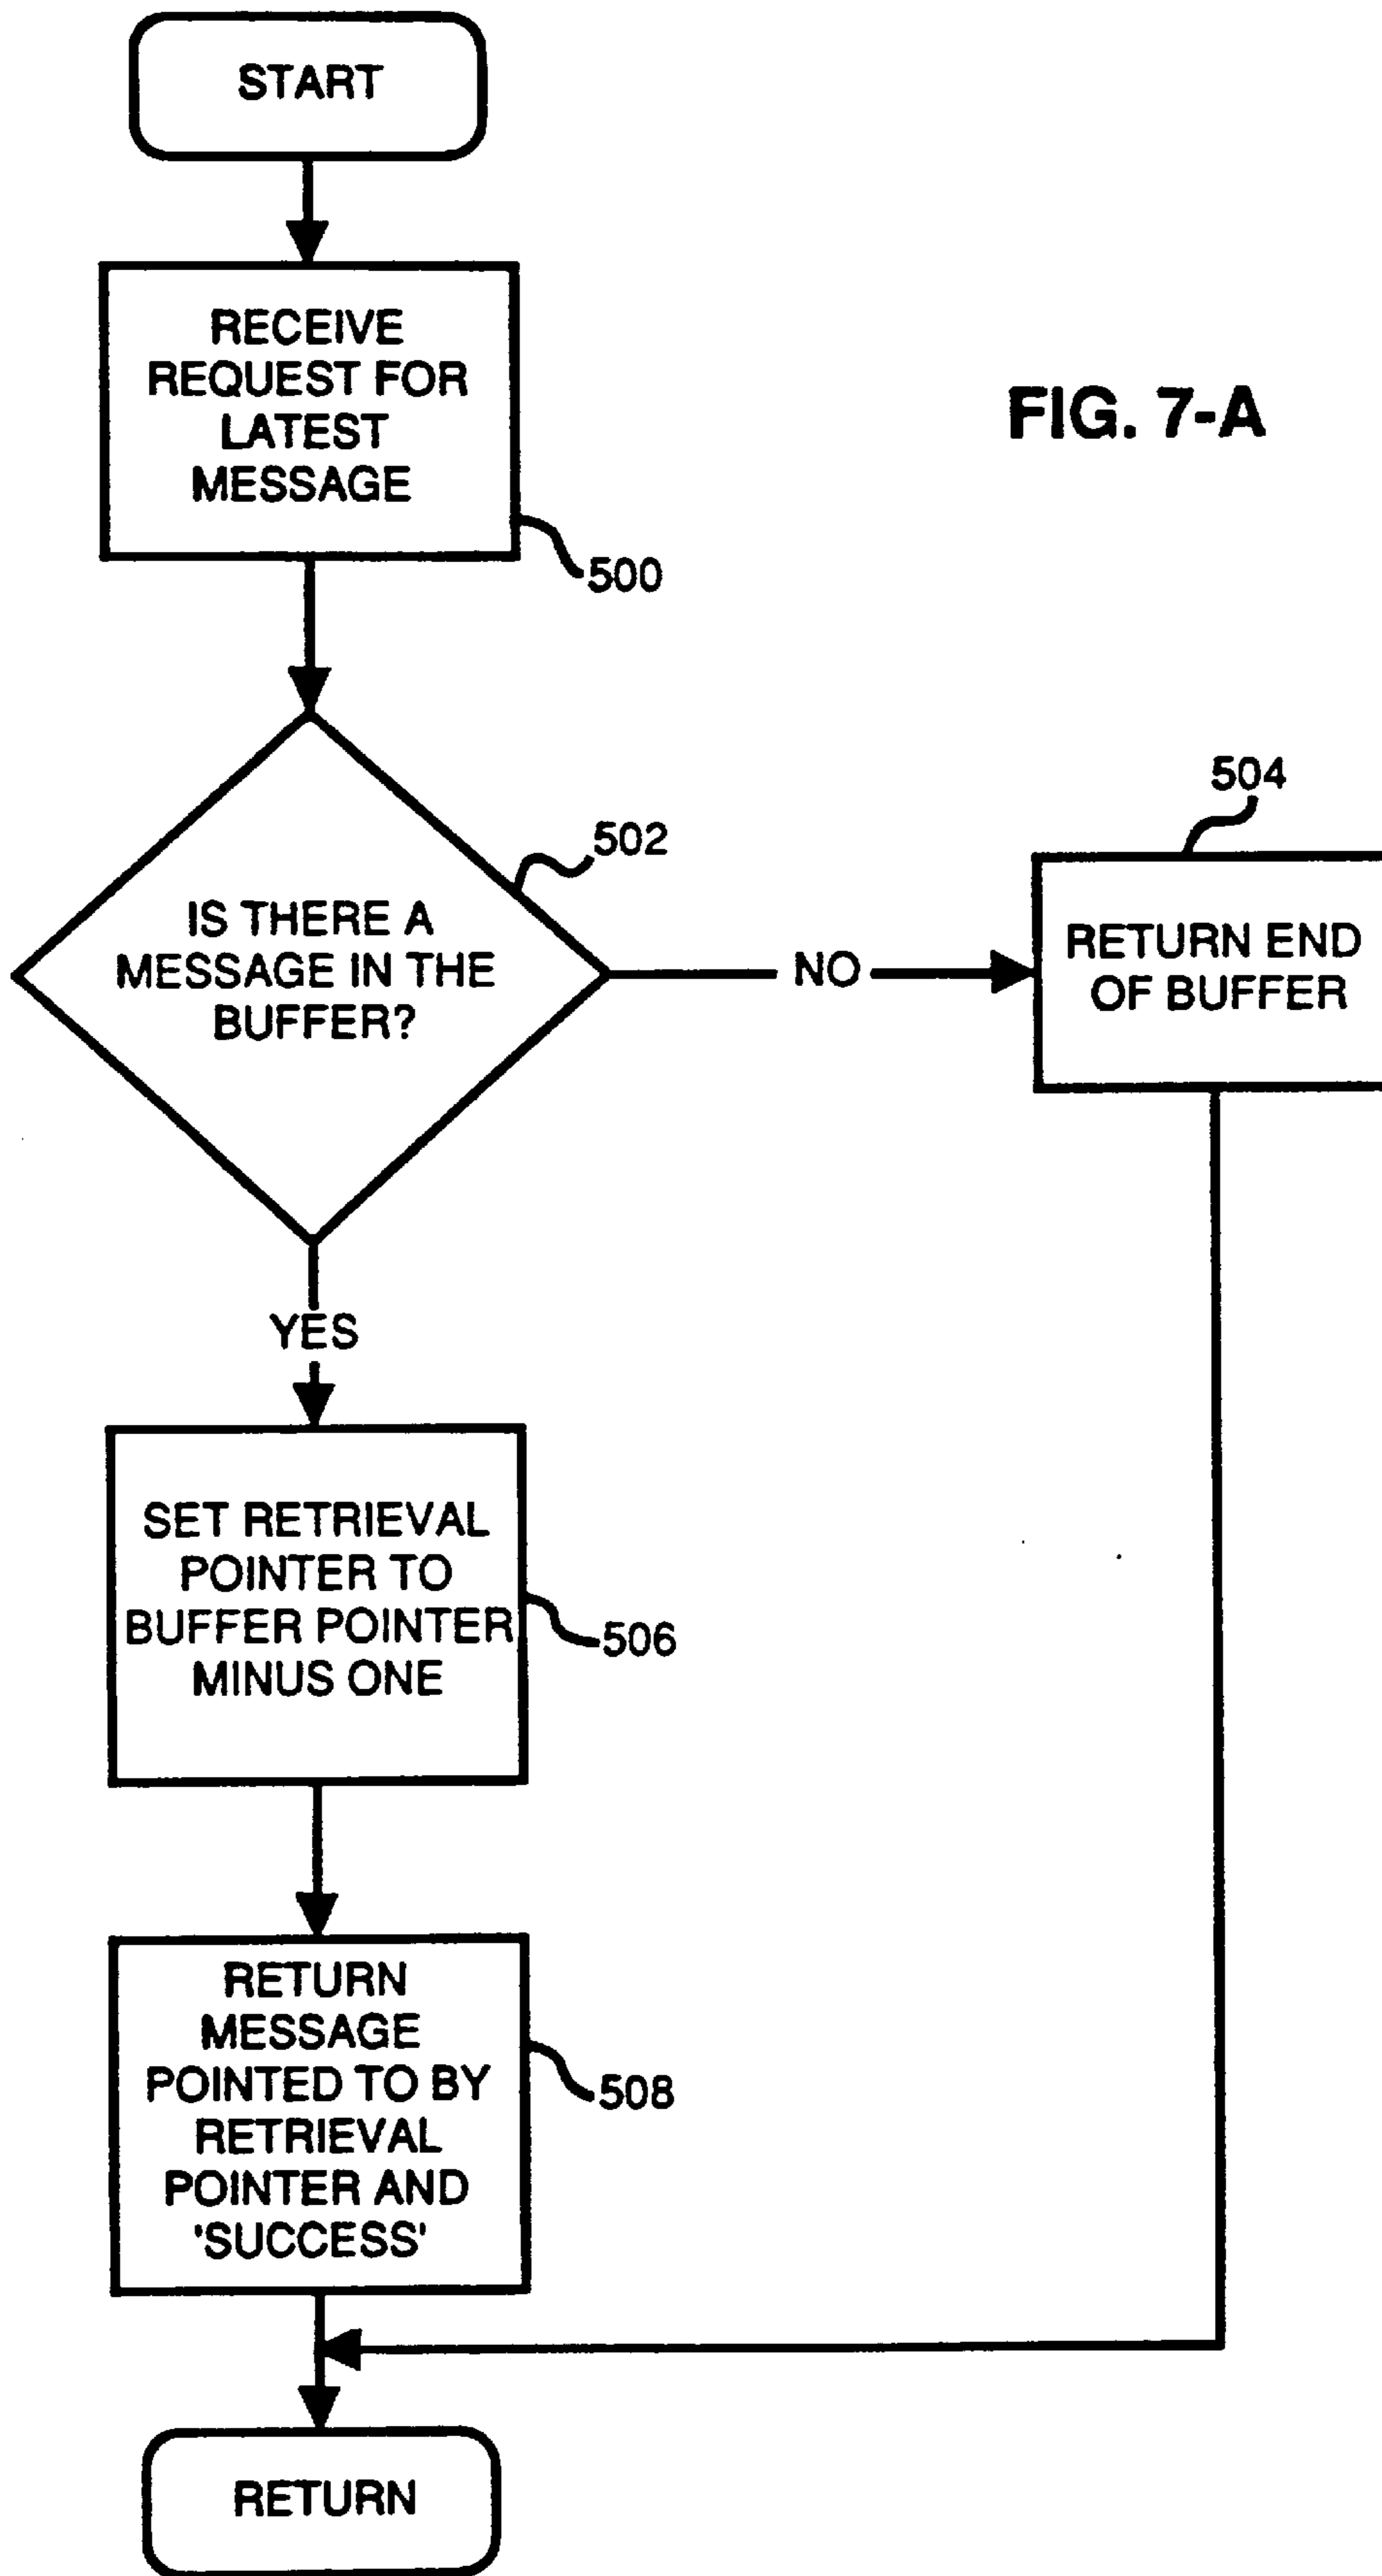 START
RECEIVE
REQUEST FOR
LATEST
MESSAGE
500
FIG. 7-A
502
IS THERE A
MESSAGE IN THE
BUFFER?
NO
504
RETURN END
OF BUFFER
YES
SET RETRIEVAL
POINTER TO
BUFFER POINTER
MINUS ONE
506
RETURN
MESSAGE
POINTED TO BY
RETRIEVAL
POINTER AND
'SUCCESS'
508
RETURN